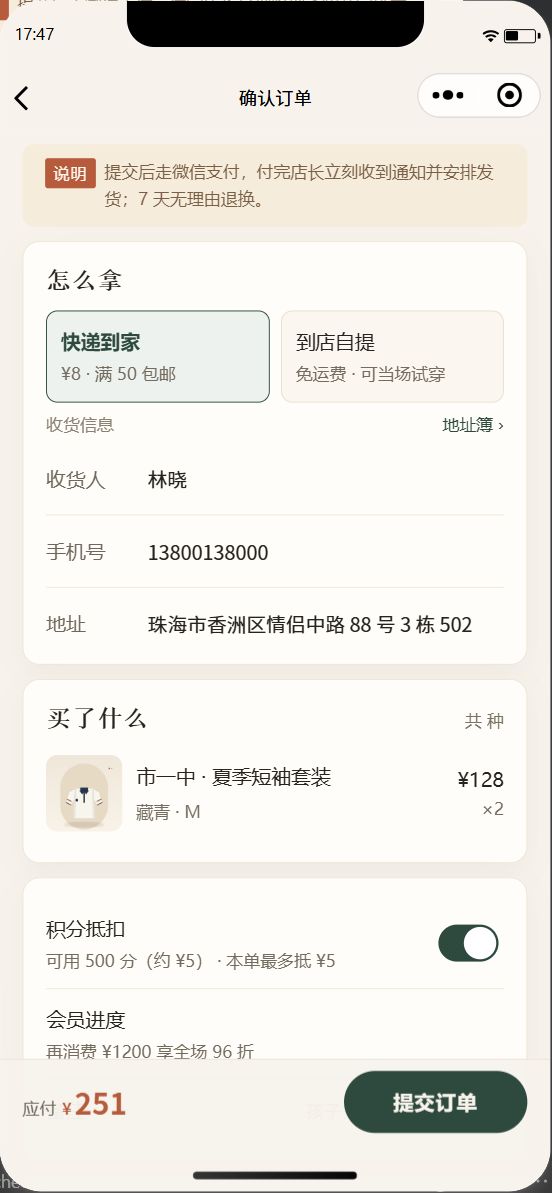 17:47
确认订单
说明
提交后走微信支付，付完店长立刻收到通知并安排发
货；7 天无理由退换。
怎么拿
快递到家
¥8 · 满 50 包邮
到店自提
免运费 · 可当场试穿
收货信息
地址簿 ›
收货人
林晓
手机号
13800138000
地址
珠海市香洲区情侣中路 88 号 3 栋 502
买了什么
共 种
市一中 · 夏季短袖套装
¥128
藏青 · M
×2
积分抵扣
可用 500 分（约 ¥5） · 本单最多抵 ¥5
会员进度
再消费 ¥1200 享全场 96 折
应付 ¥251
提交订单